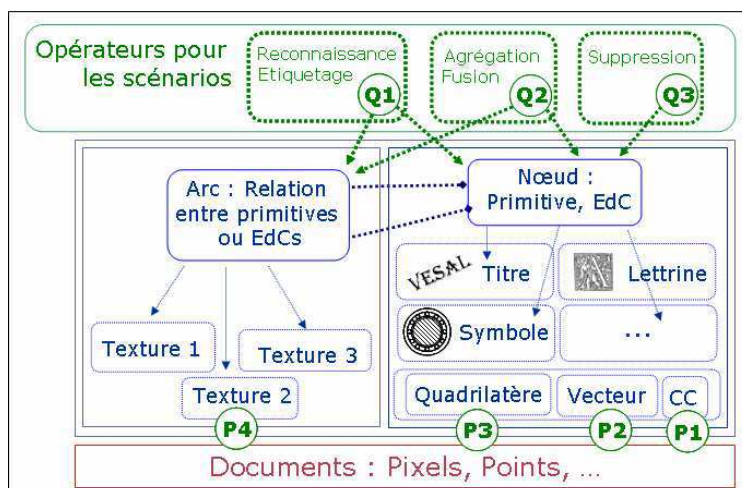 Opérateurs pour
les scénarios
Reconnaissance
Etiquetage
Q1
Agrégation
Fusion
Q2
Suppression
Q3
Arc : Relation
entre primitives
ou EdCs
Nœud :
Primitive, EdC
VESAL
Titre
Lettrine
Symbole
...
Texture 1
Texture 3
Texture 2
Quadrilatère
Vecteur
CC
P4
P3
P2
P1
Documents : Pixels, Points, ...